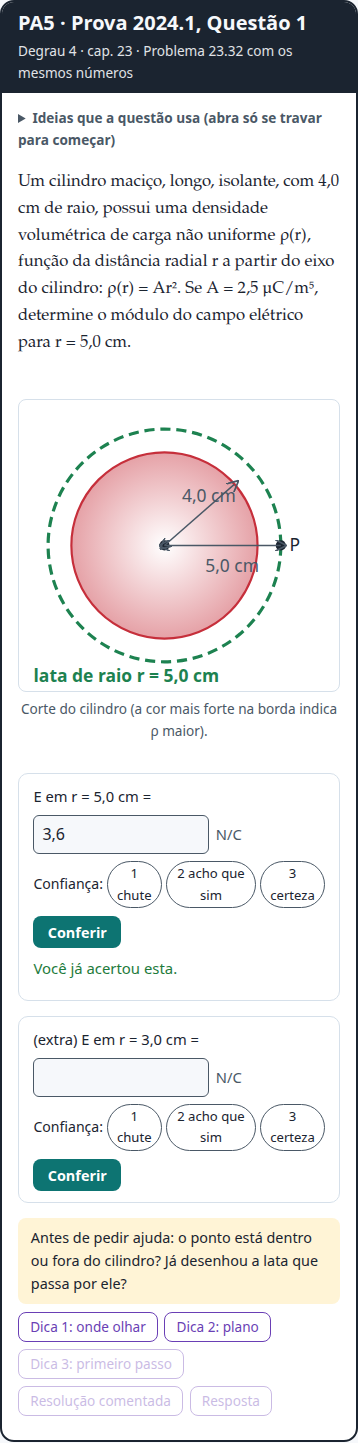 PA5 · Prova 2024.1, Questão 1
Degrau 4 · cap. 23 · Problema 23.32 com os
mesmos números
▶ Ideias que a questão usa (abra só se travar
para começar)
Um cilindro maciço, longo, isolante, com 4,0
cm de raio, possui uma densidade
volumétrica de carga não uniforme ρ(r),
função da distância radial r a partir do eixo
do cilindro: ρ(r) = Ar². Se A = 2,5 μC/m⁵,
determine o módulo do campo elétrico
para r = 5,0 cm.
4,0 cm
P
5,0 cm
lata de raio r = 5,0 cm
Corte do cilindro (a cor mais forte na borda indica
ρ maior).
E em r = 5,0 cm =
3,6 N/C
Confiança: 1 chute 2 acho que sim 3 certeza
Conferir
Você já acertou esta.
(extra) E em r = 3,0 cm =
N/C
Confiança: 1 chute 2 acho que sim 3 certeza
Conferir
Antes de pedir ajuda: o ponto está dentro
ou fora do cilindro? Já desenhou a lata que
passa por ele?
Dica 1: onde olhar Dica 2: plano
Dica 3: primeiro passo
Resolução comentada Resposta